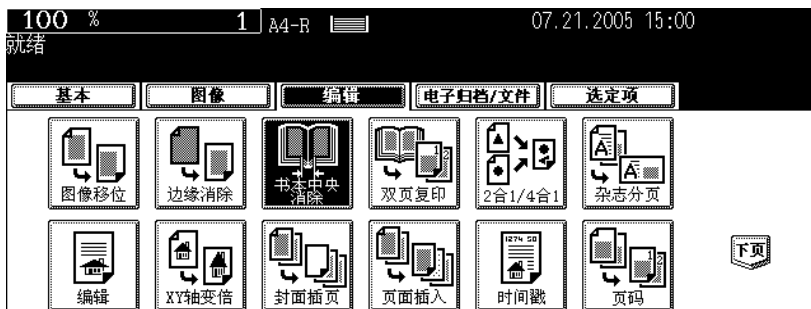 100 % 1 A4-R 07.21.2005 15:00
就绪
基本 图像 编辑 电子归档/文件 选定项
图像移位 边缘消除 书本中央消除 双页复印 2合1/4合1 杂志分页
下页
编辑 XY轴变倍 封面插页 页面插入 时间戳 页码